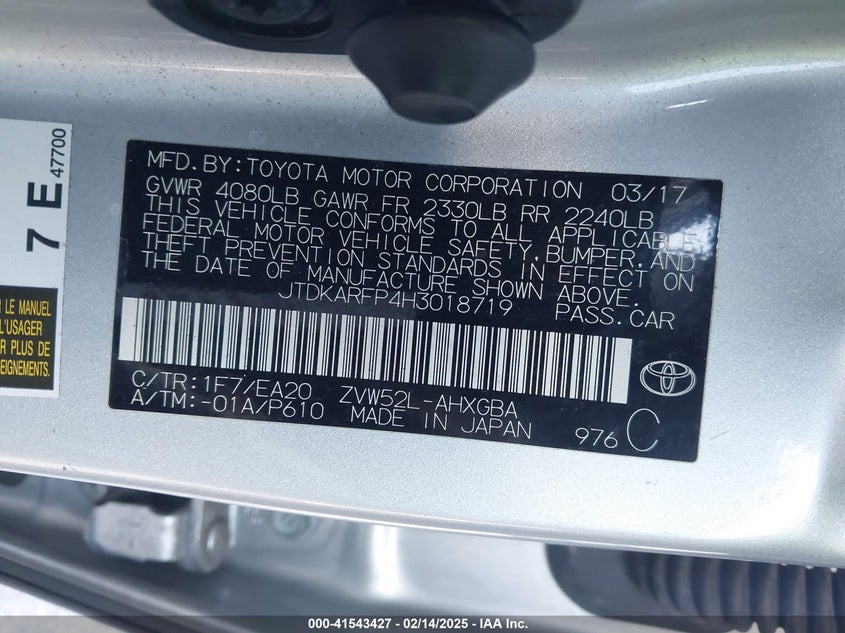 7 E 47700
N LE MANUEL
L'USAGER
R PLUS DE
EIGNEMENTS.
MFD.BY:TOYOTA MOTOR CORPORATION 03/17
GVWR 4080LB GAWR FR 2330LB RR 2240LB
THIS VEHICLE CONFORMS TO ALL APPLICABLE
FEDERAL MOTOR VEHICLE SAFETY,BUMPER,AND
THEFT PREVENTION STANDARDS IN EFFECT ON
THE DATE OF MANUFACTURE SHOWN ABOVE.
JTDKARFP4H3018719 PASS.CAR
C/TR:1F7/EA20 ZVW52L-AHXGBA
A/TM:-01A/P610 MADE IN JAPAN 976 C
000-41543427 - 02/14/2025 - IAA Inc.